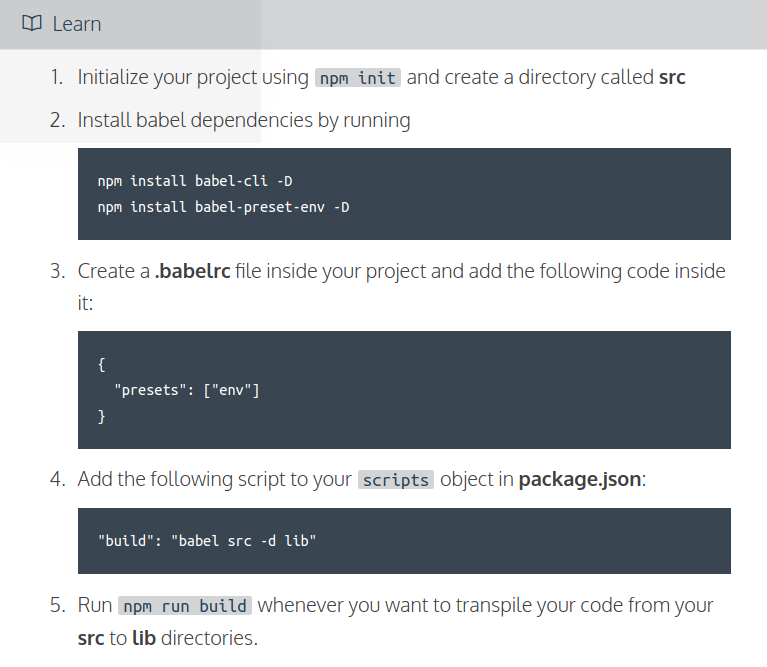 Learn
1. Initialize your project using npm init and create a directory called src
2. Install babel dependencies by running
npm install babel-cli -D
npm install babel-preset-env -D
3. Create a .babelrc file inside your project and add the following code inside
it:
{
  "presets": ["env"]
}
4. Add the following script to your scripts object in package.json:
"build": "babel src -d lib"
5. Run npm run build whenever you want to transpile your code from your
src to lib directories.